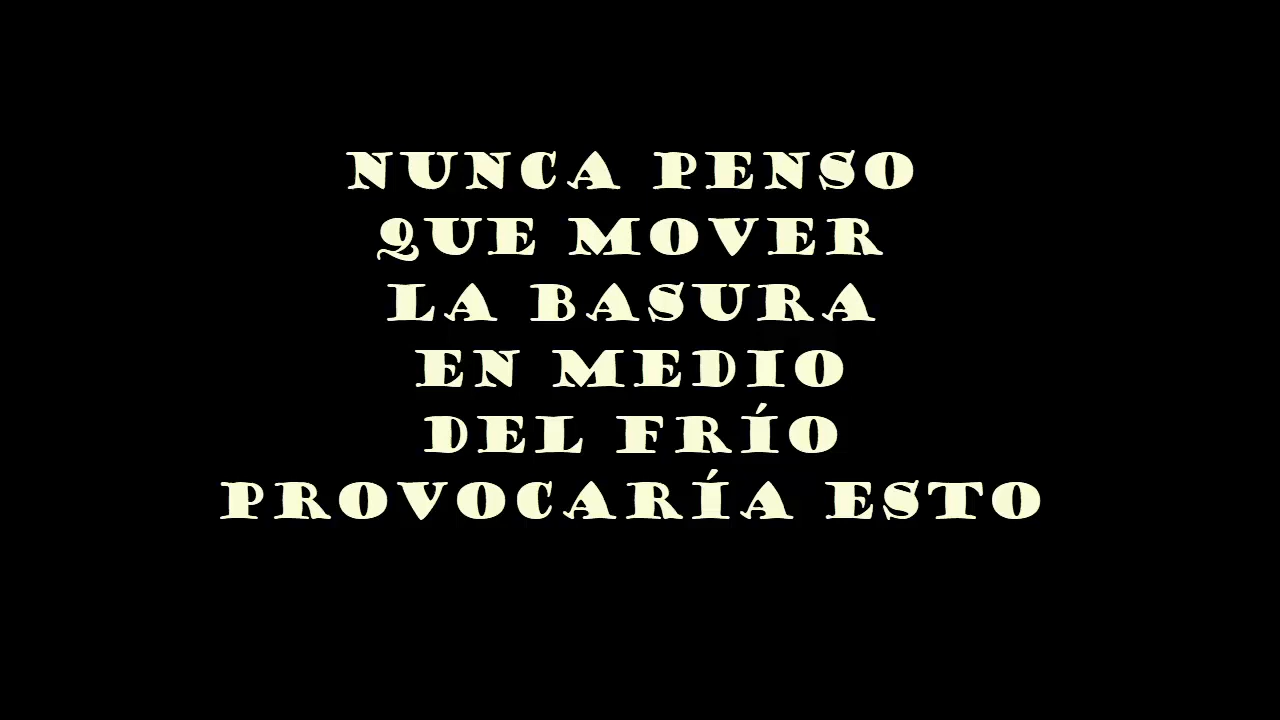 NUNCA PENSO
QUE MOVER
LA BASURA
EN MEDIO
DEL FRÍO
PROVOCARÍA ESTO